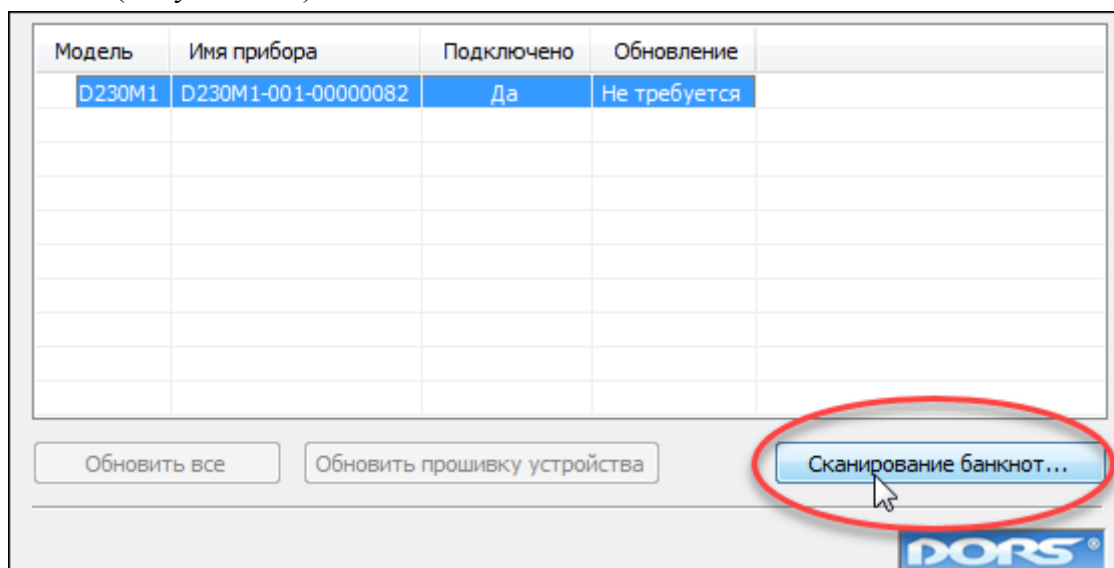 Модель Имя прибора Подключено Обновление
D230M1 D230M1-001-00000082 Да Не требуется
Обновить все Обновить прошивку устройства Сканирование банкнот...
DORS®